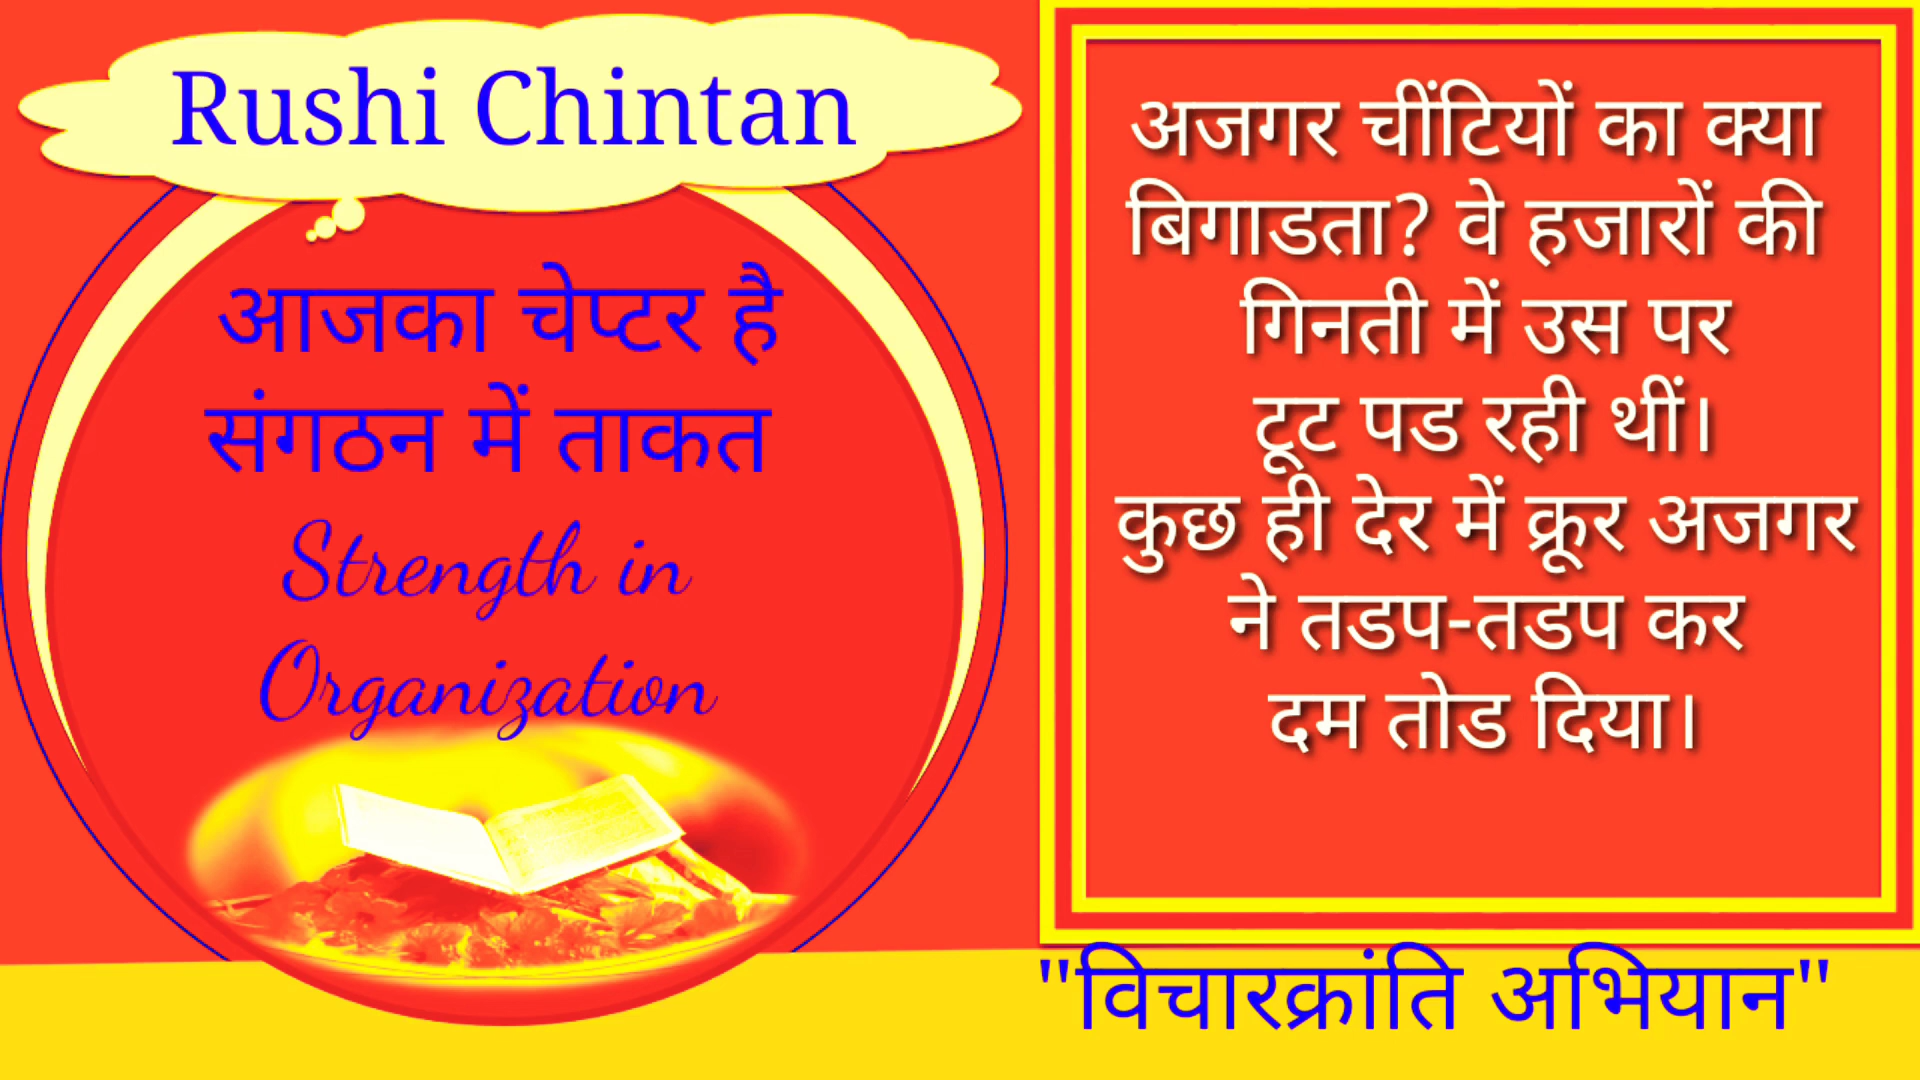 Rushi Chintan
आजका चेप्टर है
संगठन में ताकत
Strength in
Organization
अजगर चींटियों का क्या
बिगाडता? वे हजारों की
गिनती में उस पर
टूट पड रही थीं।
कुछ ही देर में क्रूर अजगर
ने तडप-तडप कर
दम तोड दिया।
"विचारक्रांति अभियान"